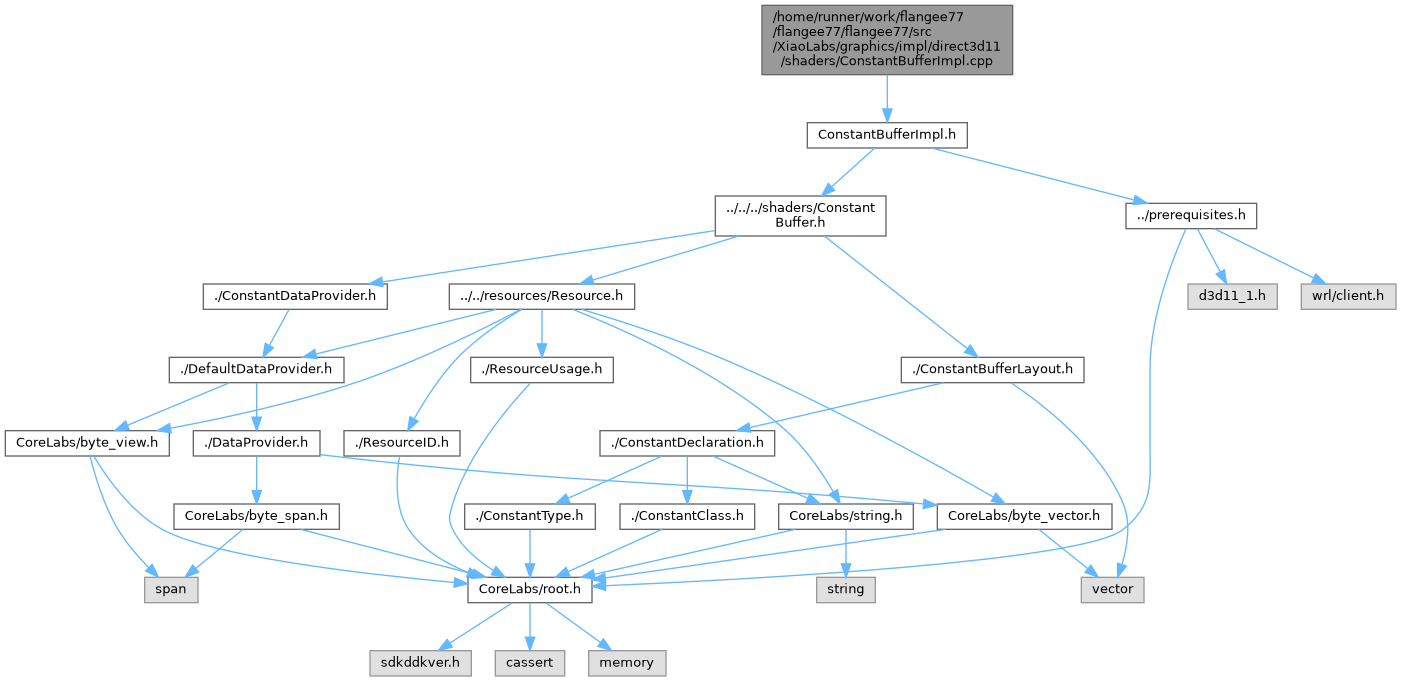 /home/runner/work/flangee77
/flangee77/flangee77/src
/XiaoLabs/graphics/impl/direct3d11
/shaders/ConstantBufferImpl.cpp
ConstantBufferImpl.h
../../../shaders/Constant
Buffer.h
../prerequisites.h
./ConstantDataProvider.h
../../resources/Resource.h
d3d11_1.h
wrl/client.h
./DefaultDataProvider.h
./ResourceUsage.h
./ConstantBufferLayout.h
CoreLabs/byte_view.h
./DataProvider.h
./ResourceID.h
./ConstantDeclaration.h
CoreLabs/byte_span.h
./ConstantType.h
./ConstantClass.h
CoreLabs/string.h
CoreLabs/byte_vector.h
span
CoreLabs/root.h
string
vector
sdkddkver.h
cassert
memory